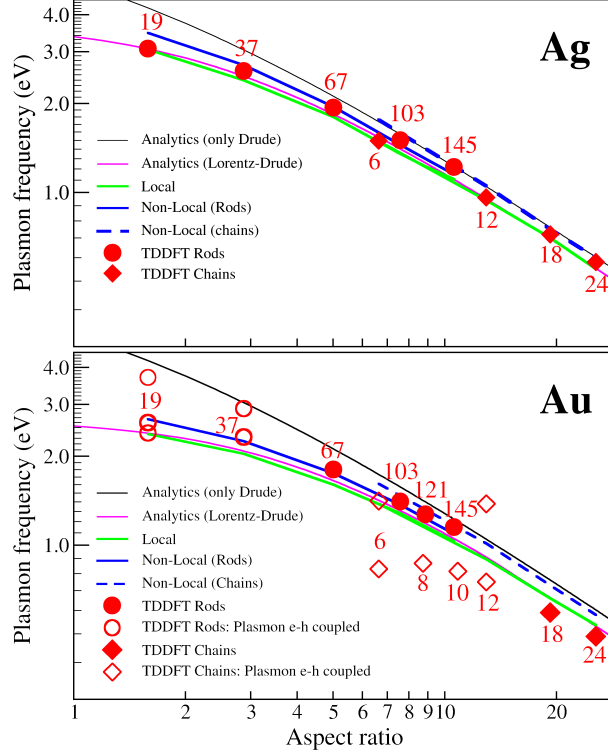 4.0
19
37
Ag
3.0
67
2.0
103
145
Analytics (only Drude)
6
Analytics (Lorentz-Drude)
1.0
Local
12
Non-Local (Rods)
Non-Local (chains)
TDDFT Rods
18
TDDFT Chains
24
Plasmon frequency (eV)
4.0
Au
19
3.0
37
67
2.0
103
121
145
Analytics (only Drude)
Analytics (Lorentz-Drude)
6
Local
1.0
Non-Local (Rods)
8
10
Non-Local (Chains)
12
TDDFT Rods
TDDFT Rods: Plasmon e-h coupled
18
TDDFT Chains
24
TDDFT Chains: Plasmon e-h coupled
Plasmon frequency (eV)
1 2 3 4 5 6 7 8 9 10 20
Aspect ratio